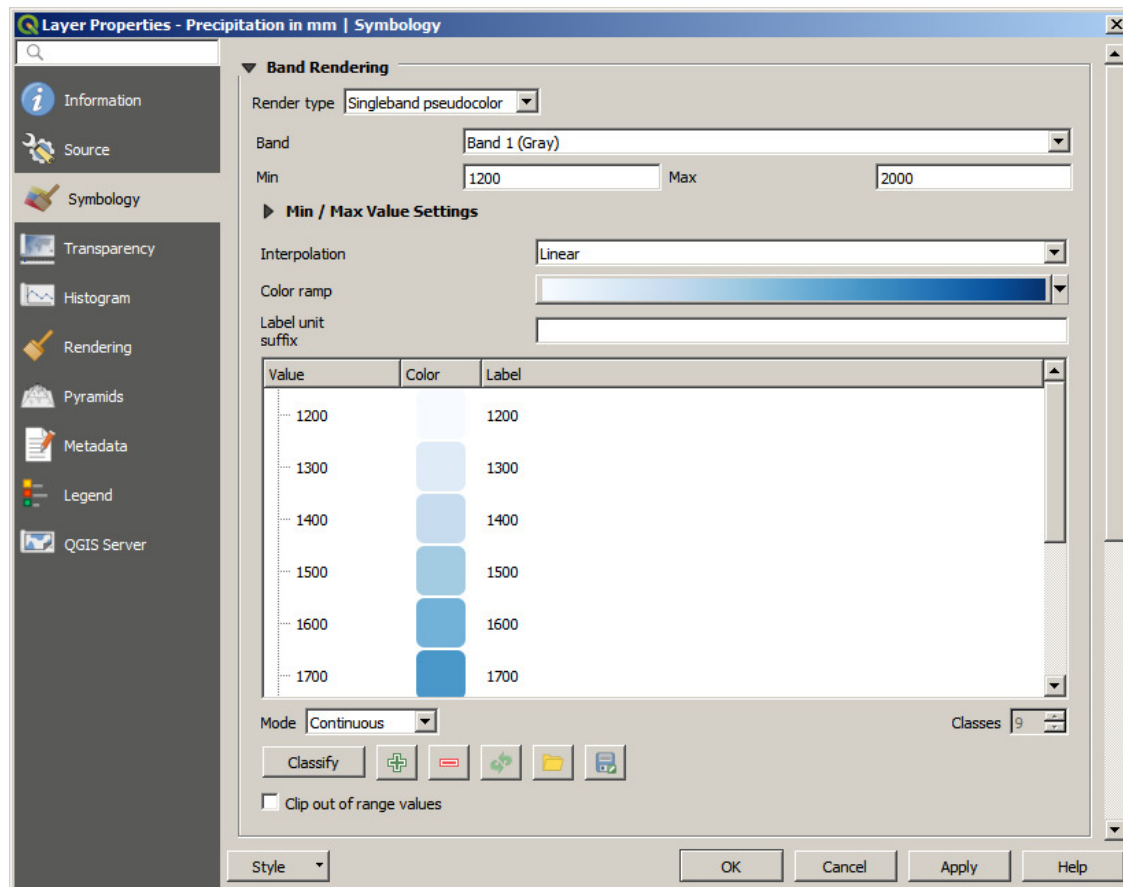 Layer Properties - Precipitation in mm | Symbology
Information
Source
Symbology
Transparency
Histogram
Rendering
Pyramids
Metadata
Legend
QGIS Server
Band Rendering
Render type Singleband pseudocolor
Band Band 1 (Gray)
Min 1200 Max 2000
Min / Max Value Settings
Interpolation Linear
Color ramp
Label unit
suffix
Value Color Label
1200 1200
1300 1300
1400 1400
1500 1500
1600 1600
1700 1700
Mode Continuous Classes 9
Classify
Clip out of range values
Style OK Cancel Apply Help